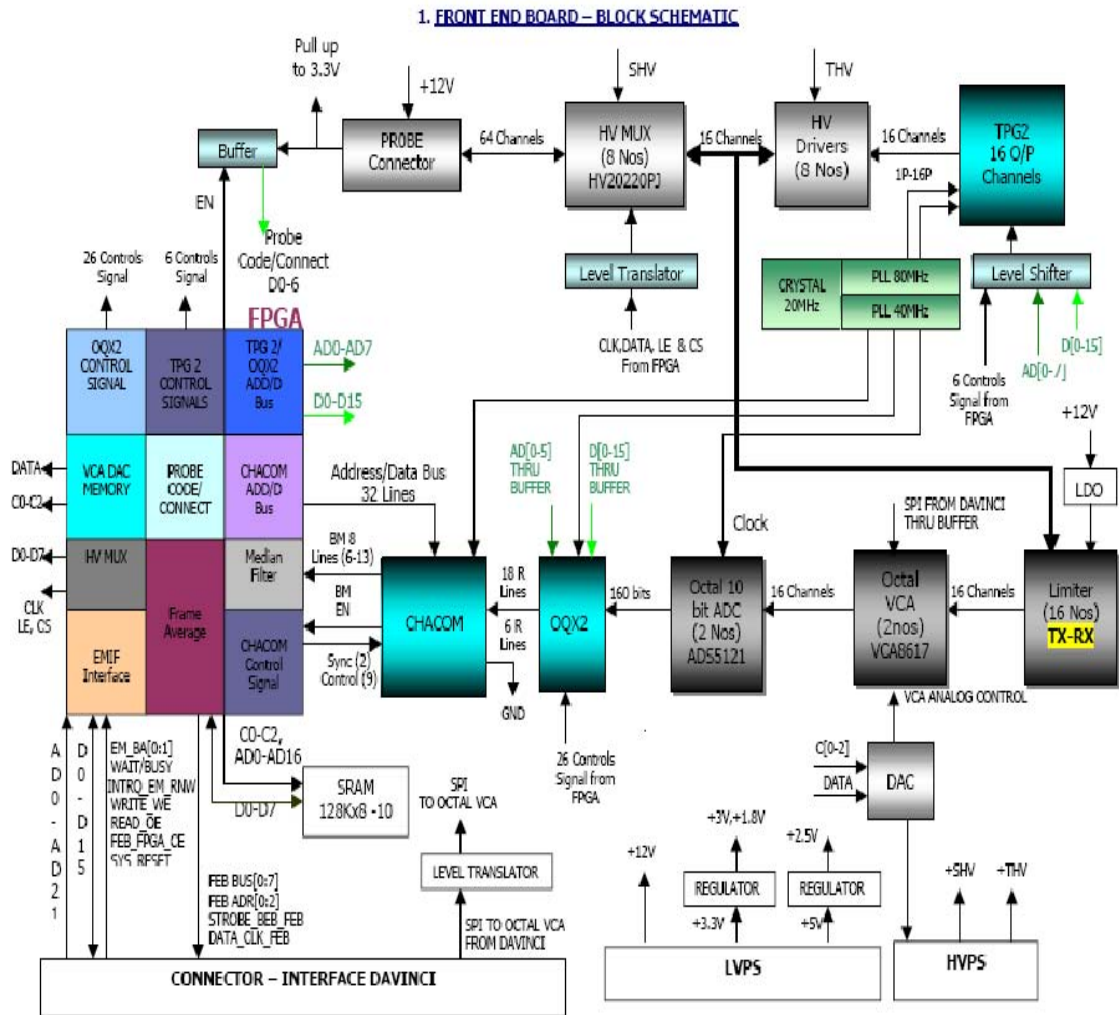 1. FRONT END BOARD – BLOCK SCHEMATIC
Pull up
to 3.3V
+12V
SHV
THV
Buffer
PROBE
Connector
64 Channels
HV MUX
(8 Nos)
HV20220PJ
16 Channels
HV
Drivers
(8 Nos)
16 Channels
TPG2
16 O/P
Channels
1P-16P
EN
Probe
Code/Connect
D0-6
26 Controls
Signal
6 Controls
Signal
Level Translator
CLK,DATA, LE & CS
From FPGA
CRYSTAL
20MHz
PLL 80MHz
PLL 40MHz
Level Shifter
D[0-15]
6 Controls
Signal from
FPGA
+12V
LDO
FPGA
OQX2
CONTROL
SIGNAL
TPG 2
CONTROL
SIGNALS
TPG 2/
OQX2
ADD/D
Bus
AD0-AD7
D0-D15
DATA
C0-C2
VCA DAC
MEMORY
PROBE
CODE/
CONNECT
CHACOM
ADD/D
Bus
Address/Data Bus
32 Lines
AD[0-5]
THRU
BUFFER
D[0-15]
THRU
BUFFER
Clock
SPI FROM DAVINCI
THRU BUFFER
D0-D7
CLK
LE, CS
HV MUX
Frame
Average
Median
Filter
BM 8
Lines (6-13)
BM
EN
Sync (2)
Control (9)
EMIF
Interface
CHACOM
Control
Signal
CHACOM
18 R
Lines
6 R
Lines
GND
OQX2
160 bits
Octal 10
bit ADC
(2 Nos)
ADS5121
16 Channels
Octal
VCA
(2nos)
VCA8617
16 Channels
Limiter
(16 Nos)
TX-RX
VCA ANALOG CONTROL
26 Controls
Signal from
FPGA
C[0-2]
DATA
DAC
AD0-AD21
D0-D15
EM_BA[0:1]
WAIT/BUSY
INTRO_EM_RNW
WRITE_WE
READ_OE
FEB_FPGA_CE
SYS_RESET
C0-C2,
AD0-AD16
D0-D7
SRAM
128Kx8 -10
SPI
TO OCTAL VCA
LEVEL TRANSLATOR
SPI TO OCTAL VCA
FROM DAVINCI
FEB BUS[0:7]
FEB ADR[0:2]
STROBE_BEB_FEB
DATA_CLK_FEB
+12V
+3V,+1.8V
REGULATOR
+3.3V
+2.5V
REGULATOR
+5V
+SHV
+THV
CONNECTOR – INTERFACE DAVINCI
LVPS
HVPS